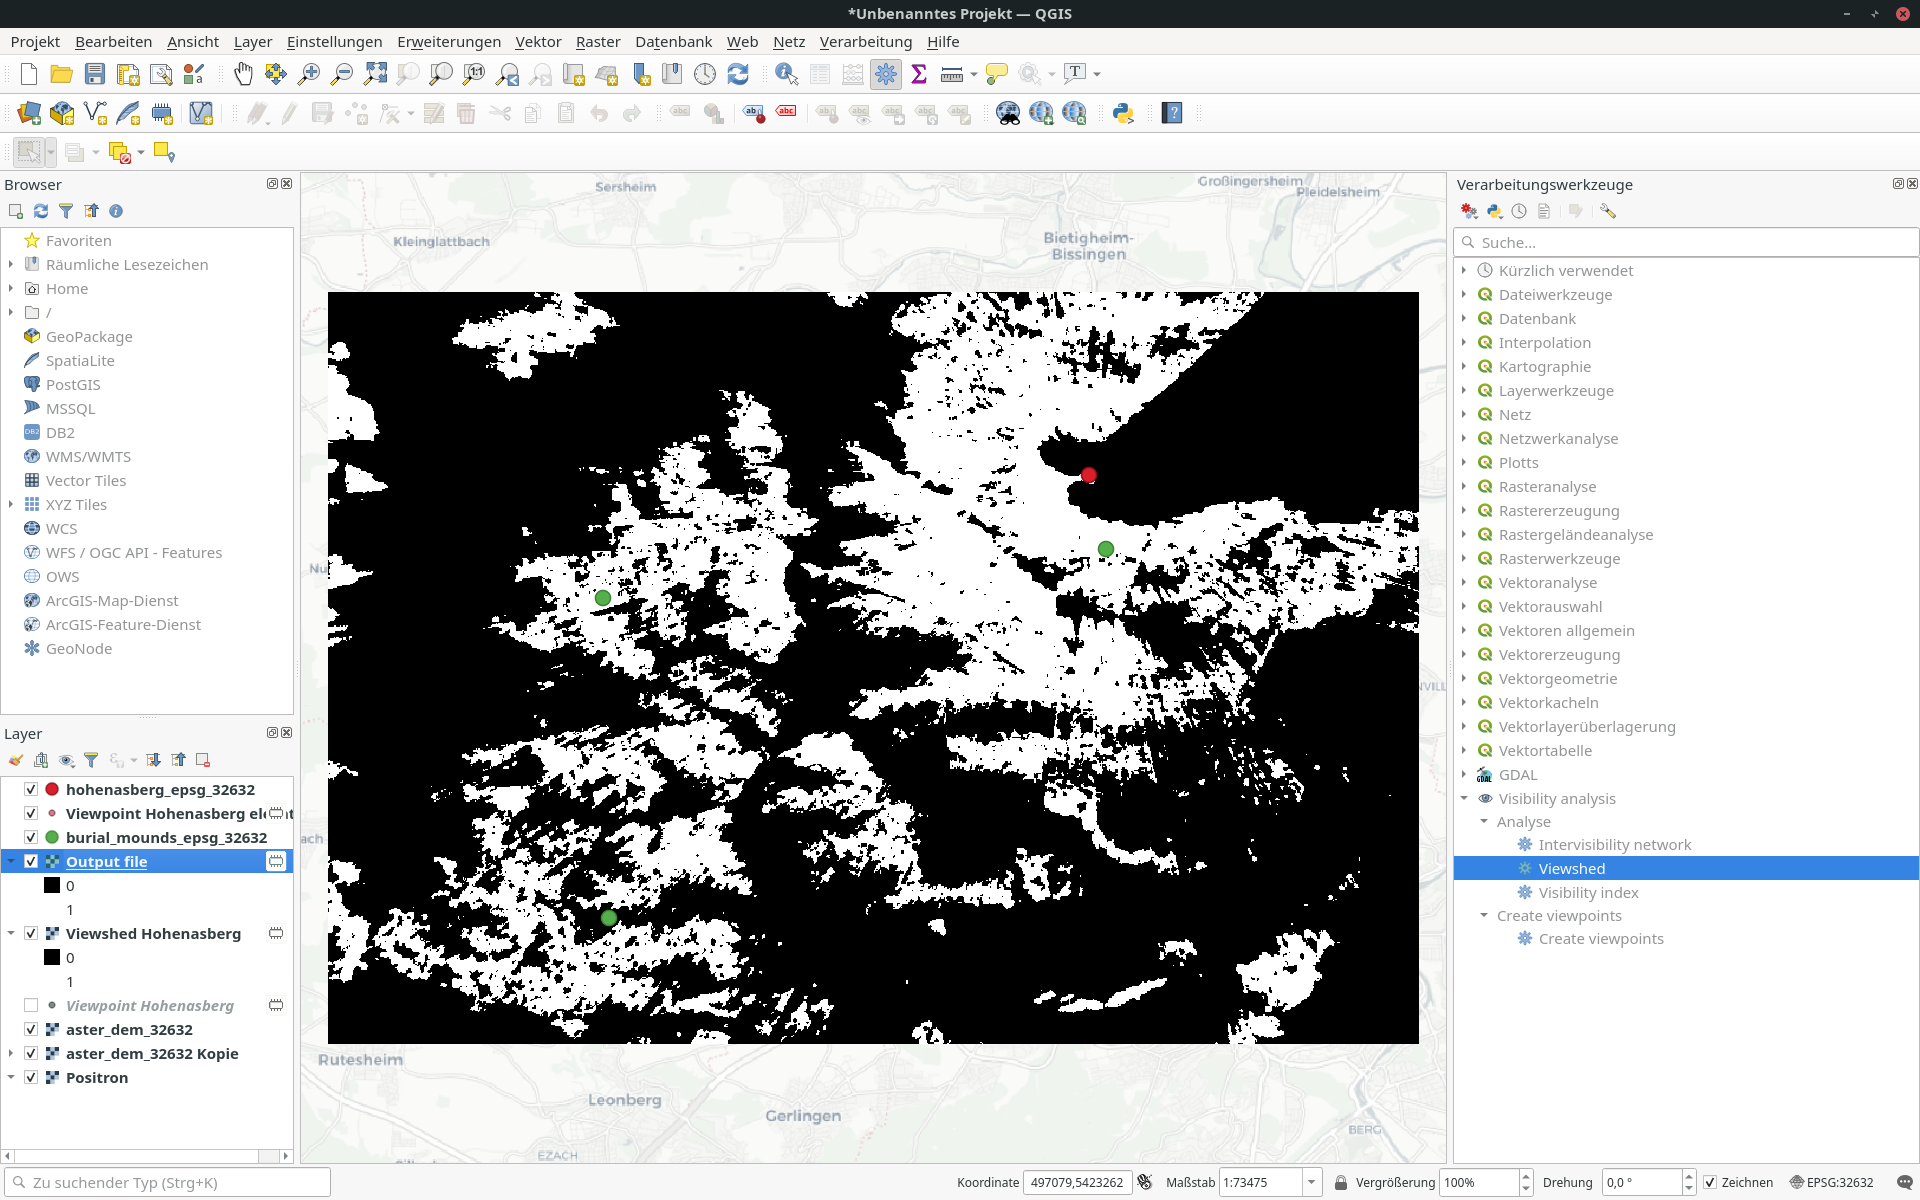 *Unbenanntes Projekt — QGIS
Projekt Bearbeiten Ansicht Layer Einstellungen Erweiterungen Vektor Raster Datenbank Web Netz Verarbeitung Hilfe
Browser
Favoriten
Räumliche Lesezeichen
Home
/
GeoPackage
SpatiaLite
PostGIS
MSSQL
DB2
WMS/WMTS
Vector Tiles
XYZ Tiles
WCS
WFS / OGC API - Features
OWS
ArcGIS-Map-Dienst
ArcGIS-Feature-Dienst
GeoNode
Layer
hohenasberg_epsg_32632
Viewpoint Hohenasberg
burial_mounds_epsg_32632
Output file
0
1
Viewshed Hohenasberg
0
1
Viewpoint Hohenasberg
aster_dem_32632
aster_dem_32632 Kopie
Positron
Sersheim
Großingersheim
Pleidelsheim
Kleinglattbach
Bietigheim-
Bissingen
Rutesheim
Leonberg
Gerlingen
BERG
EZACH
Verarbeitungswerkzeuge
Suche...
Kürzlich verwendet
Dateiwerkzeuge
Datenbank
Interpolation
Kartographie
Layerwerkzeuge
Netz
Netzwerkanalyse
Plotts
Rasteranalyse
Rastererzeugung
Rastergeländeanalyse
Rasterwerkzeuge
Vektoranalyse
Vektorauswahl
Vektoren allgemein
Vektorerzeugung
Vektorgeometrie
Vektorkacheln
Vektorlayerüberlagerung
Vektortabelle
GDAL
Visibility analysis
Analyse
Intervisibility network
Viewshed
Visibility index
Create viewpoints
Create viewpoints
Zu suchender Typ (Strg+K) Koordinate 497079,5423262 Maßstab 1:73475 Vergrößerung 100% Drehung 0,0 ° Zeichnen EPSG:32632